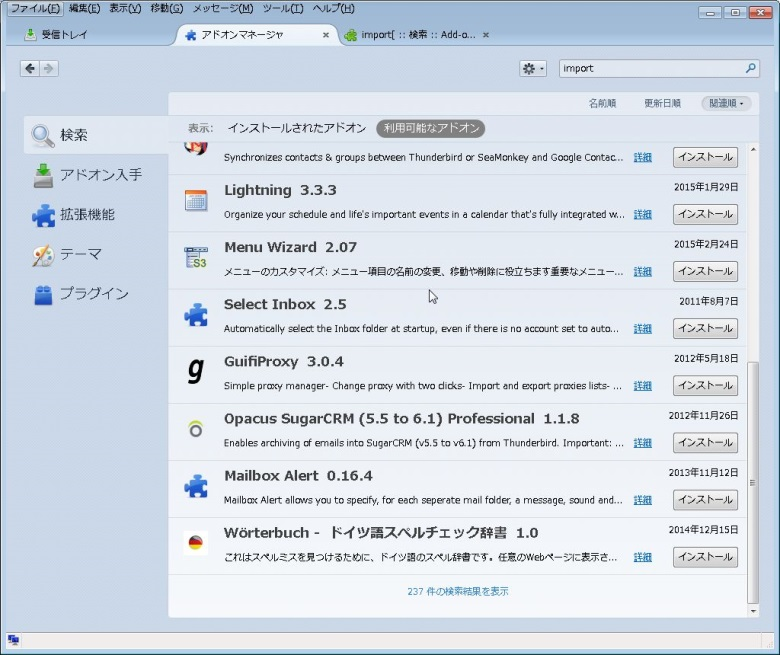 ファイル(F) 編集(E) 表示(V) 移動(G) メッセージ(M) ツール(T) ヘルプ(H)
受信トレイ
アドオンマネージャ
import[ :: 検索 :: Add-o...
import
名前順 更新日順 関連順
表示: インストールされたアドオン 利用可能なアドオン
検索
アドオン入手
拡張機能
テーマ
プラグイン
Synchronizes contacts & groups between Thunderbird or SeaMonkey and Google Contac... 詳細 インストール
Lightning 3.3.3 2015年1月29日
Organize your schedule and life's important events in a calendar that's fully integrated w... 詳細 インストール
Menu Wizard 2.07 2015年2月24日
メニューのカスタマイズ: メニュー項目の名前の変更、移動や削除に役立ちます重要なメニュー... 詳細 インストール
Select Inbox 2.5 2011年8月7日
Automatically select the Inbox folder at startup, even if there is no account set to auto... 詳細 インストール
GuifiProxy 3.0.4 2012年5月18日
Simple proxy manager- Change proxy with two clicks- Import and export proxies lists- ... 詳細 インストール
Opacus SugarCRM (5.5 to 6.1) Professional 1.1.8 2012年11月26日
Enables archiving of emails into SugarCRM (v5.5 to v6.1) from Thunderbird. Important: ... 詳細 インストール
Mailbox Alert 0.16.4 2013年11月12日
Mailbox Alert allows you to specify, for each seperate mail folder, a message, sound and... 詳細 インストール
Wörterbuch - ドイツ語スペルチェック辞書 1.0 2014年12月15日
これはスペルミスを見つけるために、ドイツ語のスペル辞書です。任意のWebページに表示さ... 詳細 インストール
237 件の検索結果を表示